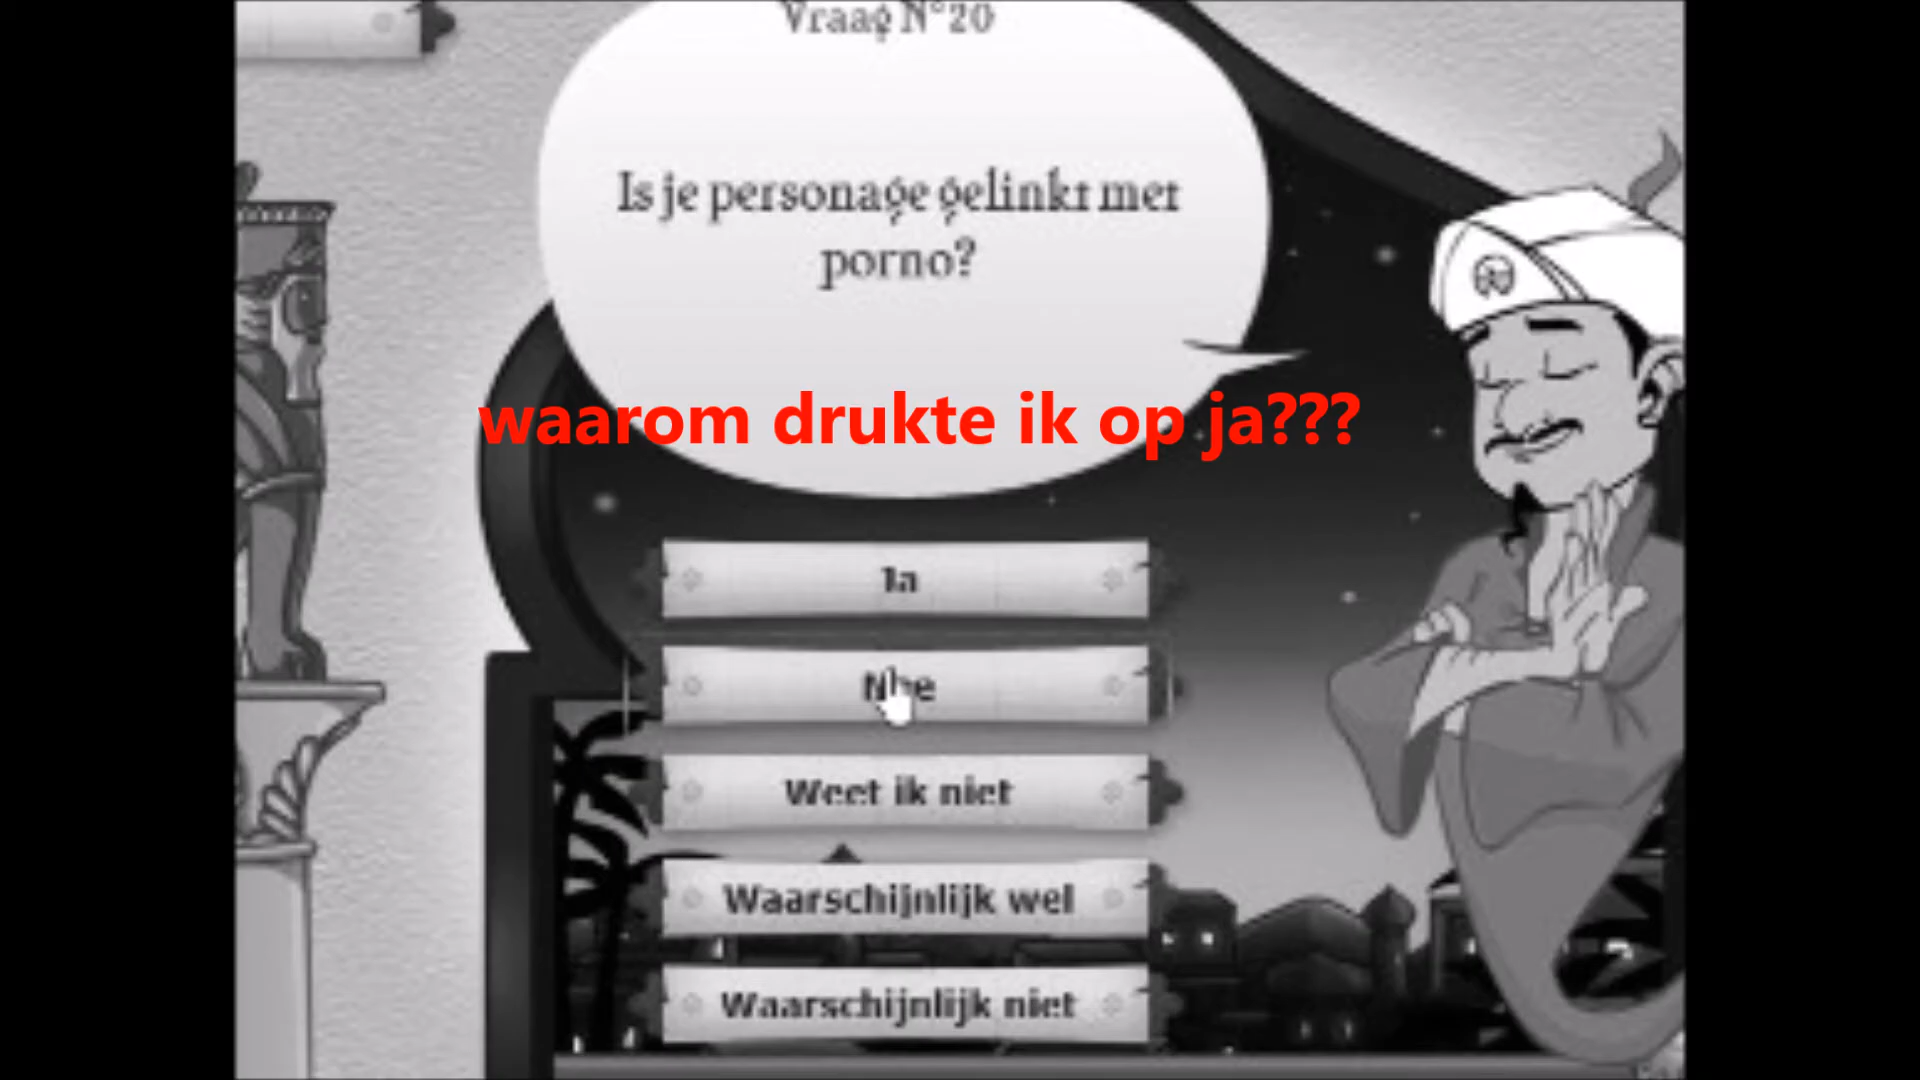 Vraag N°20
Is je personage gelinkt met
porno?
waarom drukte ik op ja???
Ja
Nee
Weet ik niet
Waarschijnlijk wel
Waarschijnlijk niet